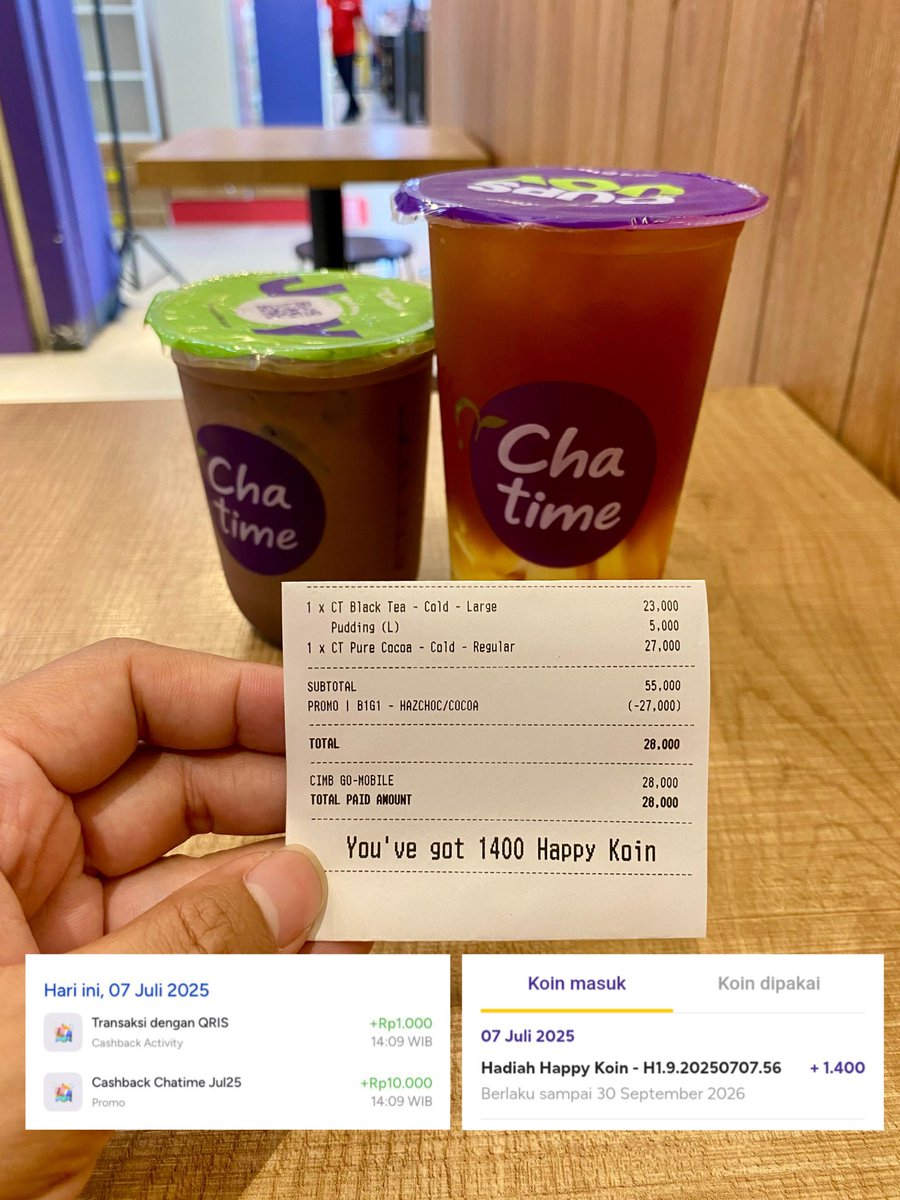 CUPS
Cha
time
Cha
time
1 x CT Black Tea - Cold - Large 23,000
Pudding (L) 5,000
1 x CT Pure Cocoa - Cold - Regular 27,000
SUBTOTAL 55,000
PROMO | B1G1 - HAZCHOC/COCOA (-27,000)
TOTAL 28,000
CIMB GO-MOBILE 28,000
TOTAL PAID AMOUNT 28,000
You've got 1400 Happy Koin
Hari ini, 07 Juli 2025
Transaksi dengan QRIS +Rp1.000
Cashback Activity 14:09 WIB
Cashback Chatime Jul25 +Rp10.000
Promo 14:09 WIB
Koin masuk Koin dipakai
07 Juli 2025
Hadiah Happy Koin - H1.9.20250707.56 + 1.400
Berlaku sampai 30 September 2026